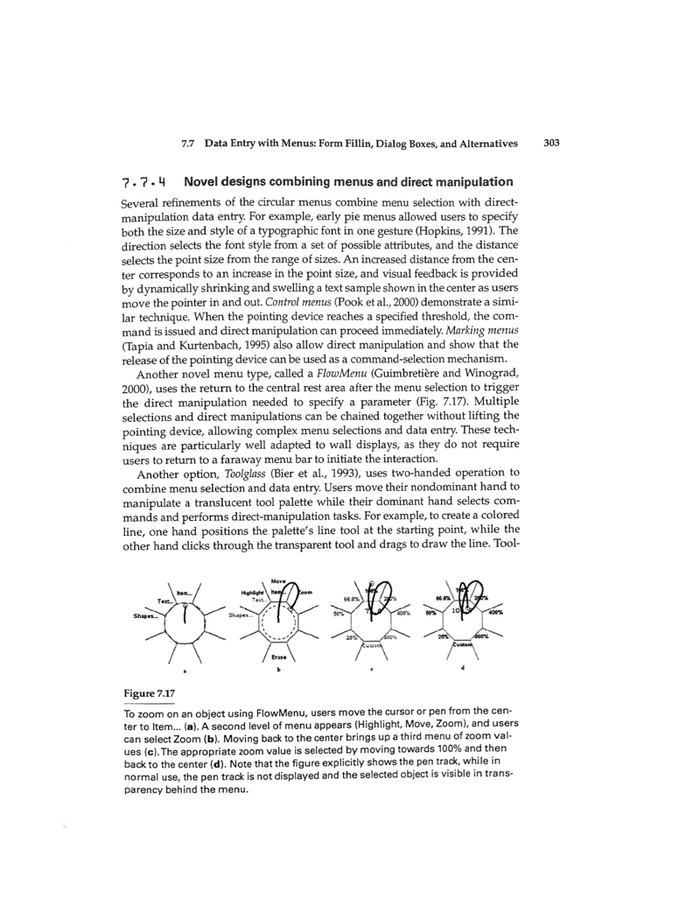 7.7 Data Entry with Menus: Form Fillin, Dialog Boxes, and Alternatives 303
7.7.4 Novel designs combining menus and direct manipulation
Several refinements of the circular menus combine menu selection with direct-
manipulation data entry. For example, early pie menus allowed users to specify
both the size and style of a typographic font in one gesture (Hopkins, 1991). The
direction selects the font style from a set of possible attributes, and the distance
selects the point size from the range of sizes. An increased distance from the cen-
ter corresponds to an increase in the point size, and visual feedback is provided
by dynamically shrinking and swelling a text sample shown in the center as users
move the pointer in and out. Control menus (Pook et al., 2000) demonstrate a simi-
lar technique. When the pointing device reaches a specified threshold, the com-
mand is issued and direct manipulation can proceed immediately. Marking menus
(Tapia and Kurtenbach, 1995) also allow direct manipulation and show that the
release of the pointing device can be used as a command-selection mechanism.
Another novel menu type, called a FlowMenu (Guimbretière and Winograd,
2000), uses the return to the central rest area after the menu selection to trigger
the direct manipulation needed to specify a parameter (Fig. 7.17). Multiple
selections and direct manipulations can be chained together without lifting the
pointing device, allowing complex menu selections and data entry. These tech-
niques are particularly well adapted to wall displays, as they do not require
users to return to a faraway menu bar to initiate the interaction.
Another option, Toolglass (Bier et al., 1993), uses two-handed operation to
combine menu selection and data entry. Users move their nondominant hand to
manipulate a translucent tool palette while their dominant hand selects com-
mands and performs direct-manipulation tasks. For example, to create a colored
line, one hand positions the palette's line tool at the starting point, while the
other hand clicks through the transparent tool and drags to draw the line. Tool-
Item...
Text...
Shapes...
a
Move
Highlight Item Zoom
Text...
Shapes...
Erase
b
66.6% 200%
50% 400%
25% 800%
Custom
c
66.6% 200%
50% 400%
25% 800%
Custom
d
Figure 7.17
To zoom on an object using FlowMenu, users move the cursor or pen from the cen-
ter to Item... (a). A second level of menu appears (Highlight, Move, Zoom), and users
can select Zoom (b). Moving back to the center brings up a third menu of zoom val-
ues (c). The appropriate zoom value is selected by moving towards 100% and then
back to the center (d). Note that the figure explicitly shows the pen track, while in
normal use, the pen track is not displayed and the selected object is visible in trans-
parency behind the menu.